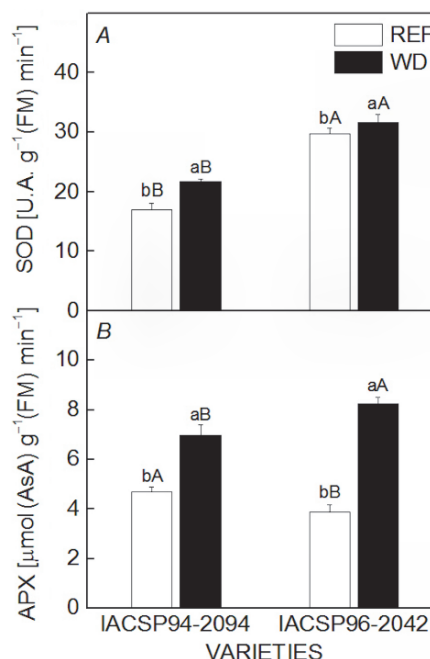 A
REF
WD
SOD [U.A. g⁻¹(FM) min⁻¹]
50
40
30
20
10
0
bB
aB
bA
aA
B
APX [µmol (AsA) g⁻¹(FM) min⁻¹]
8
6
4
2
0
bA
aB
bB
aA
IACSP94-2094 IACSP96-2042
VARIETIES